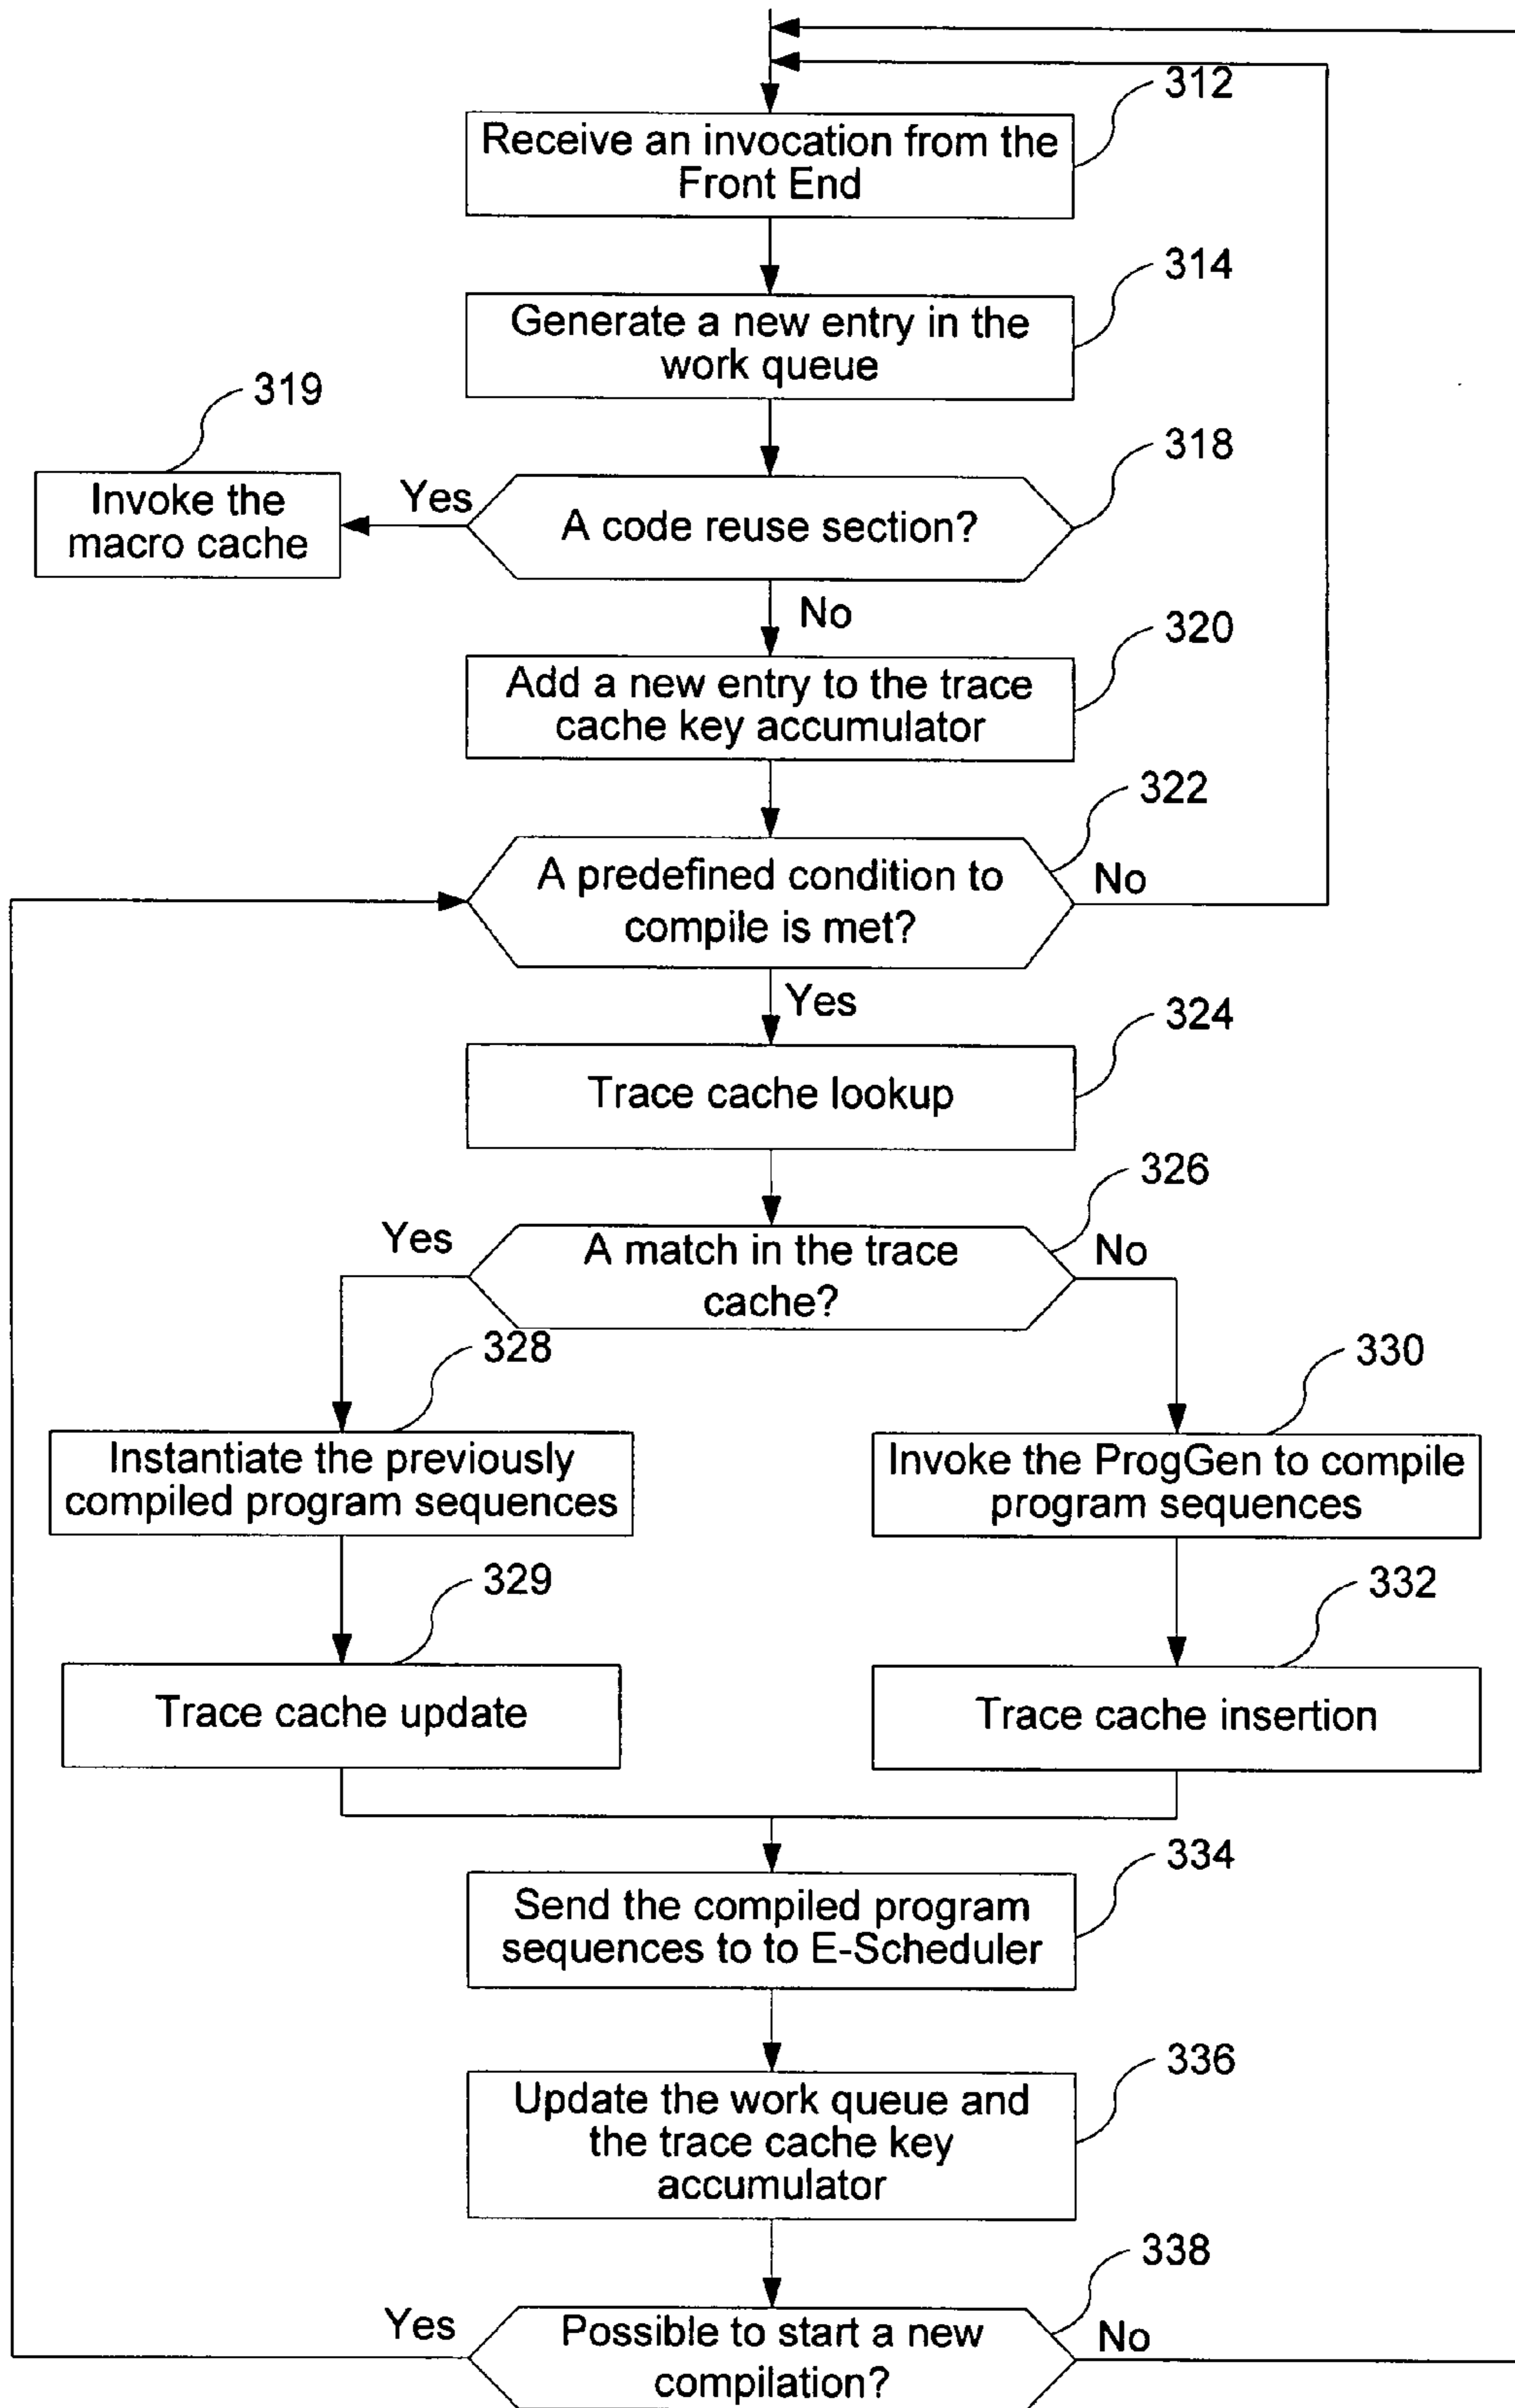 312
Receive an invocation from the
Front End
314
Generate a new entry in the
work queue
319
318
Invoke the
macro cache
Yes
A code reuse section?
No
320
Add a new entry to the trace
cache key accumulator
322
A predefined condition to
compile is met?
No
Yes
324
Trace cache lookup
326
Yes
A match in the trace
cache?
No
328
330
Instantiate the previously
compiled program sequences
Invoke the ProgGen to compile
program sequences
329
332
Trace cache update
Trace cache insertion
334
Send the compiled program
sequences to to E-Scheduler
336
Update the work queue and
the trace cache key
accumulator
338
Yes
Possible to start a new
compilation?
No